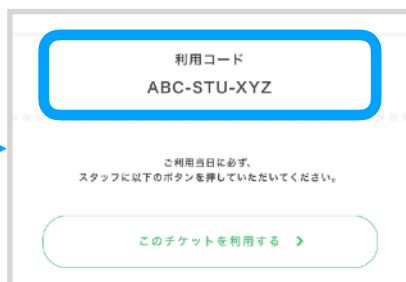 利用コード
ABC-STU-XYZ
ご利用当日に必ず、
スタッフに以下のボタンを押していただいてください。
このチケットを利用する